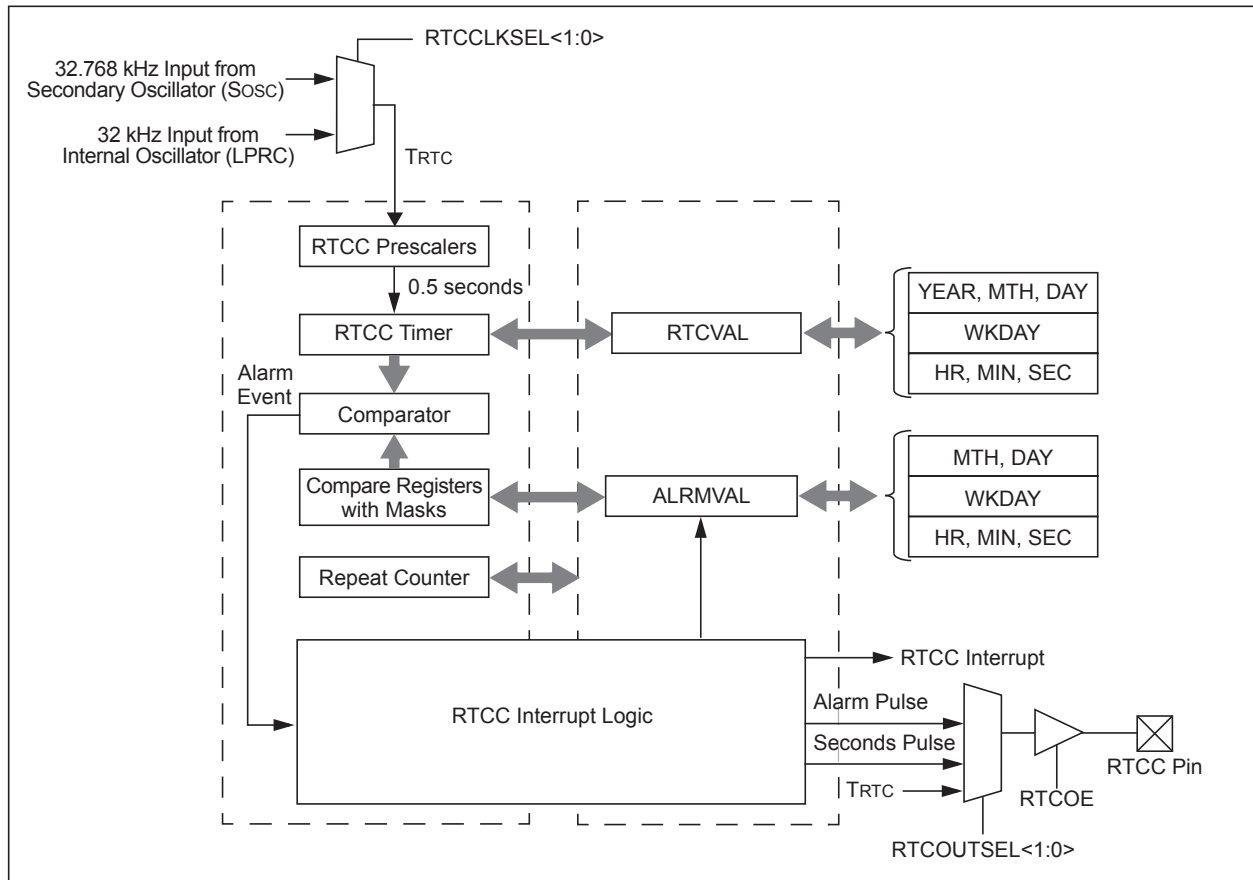 RTCCLKSEL<1:0>
32.768 kHz Input from
Secondary Oscillator (SOSC)
32 kHz Input from
Internal Oscillator (LPRC)
TRTC
RTCC Prescalers
0.5 seconds
RTCC Timer
RTCVAL
YEAR, MTH, DAY
WKDAY
HR, MIN, SEC
Alarm
Event
Comparator
Compare Registers
with Masks
ALRMVAL
MTH, DAY
WKDAY
HR, MIN, SEC
Repeat Counter
RTCC Interrupt Logic
RTCC Interrupt
Alarm Pulse
Seconds Pulse
TRTC
RTCC Pin
RTCOE
RTCOUTSEL<1:0>